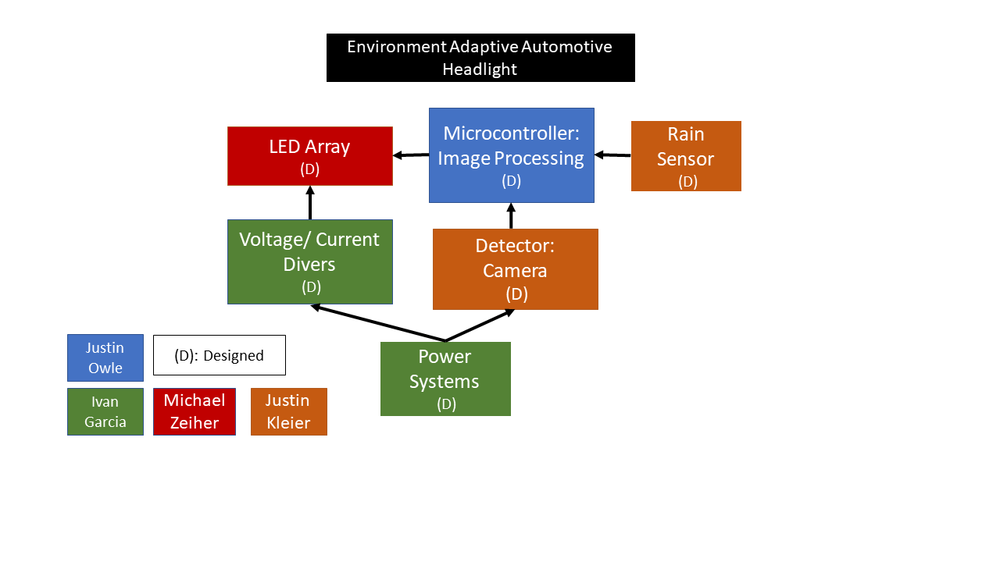 Environment Adaptive Automotive
Headlight
LED Array
(D)
Microcontroller:
Image Processing
(D)
Rain
Sensor
(D)
Voltage/ Current
Divers
(D)
Detector:
Camera
(D)
Power
Systems
(D)
Justin
Owle
(D): Designed
Ivan
Garcia
Michael
Zeiher
Justin
Kleier